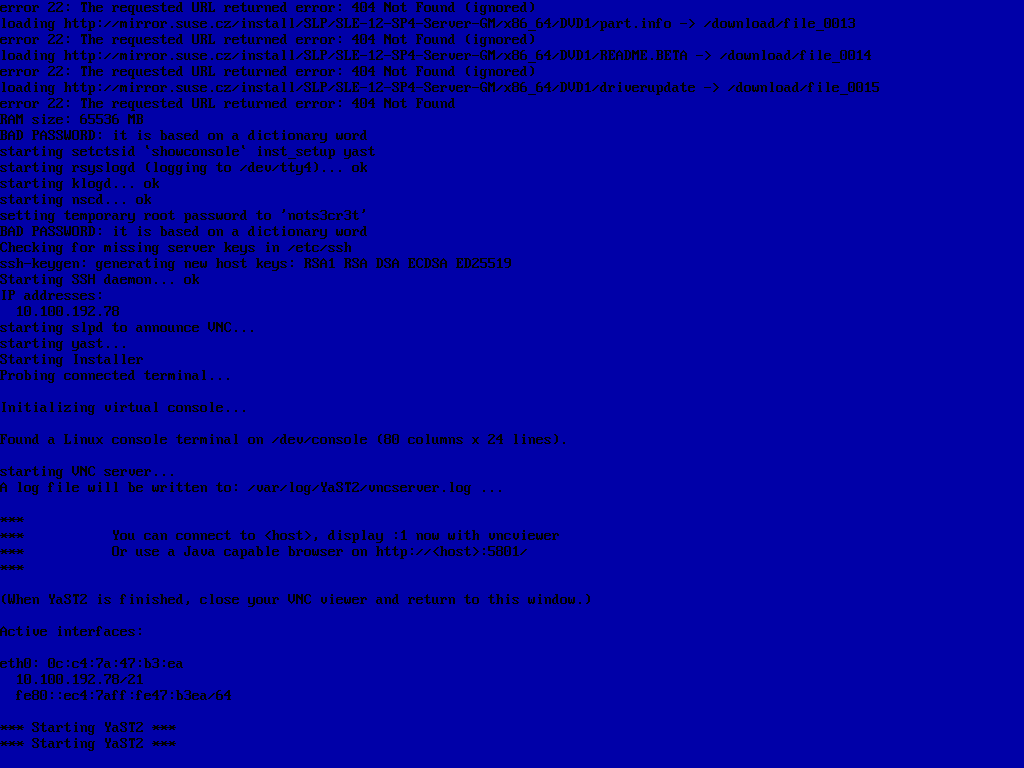 error 22: The requested URL returned error: 404 Not Found (ignored)
loading http://mirror.suse.cz/install/SLP/SLE-12-SP4-Server-GM/x86_64/DVD1/part.info -> /download/file_0013
error 22: The requested URL returned error: 404 Not Found (ignored)
loading http://mirror.suse.cz/install/SLP/SLE-12-SP4-Server-GM/x86_64/DVD1/README.BETA -> /download/file_0014
error 22: The requested URL returned error: 404 Not Found (ignored)
loading http://mirror.suse.cz/install/SLP/SLE-12-SP4-Server-GM/x86_64/DVD1/driverupdate -> /download/file_0015
error 22: The requested URL returned error: 404 Not Found
RAM size: 65536 MB
BAD PASSWORD: it is based on a dictionary word
starting setctsid `showconsole` inst_setup yast
starting rsyslogd (logging to /dev/tty4)... ok
starting klogd... ok
starting nscd... ok
setting temporary root password to 'nots3cr3t'
BAD PASSWORD: it is based on a dictionary word
Checking for missing server keys in /etc/ssh
ssh-keygen: generating new host keys: RSA1 RSA DSA ECDSA ED25519
Starting SSH daemon... ok
IP addresses:
10.100.192.78
starting slpd to announce VNC...
starting yast...
Starting Installer
Probing connected terminal...
Initializing virtual console...
Found a Linux console terminal on /dev/console (80 columns x 24 lines).
starting VNC server...
A log file will be written to: /var/log/YaST2/vncserver.log ...
***
*** You can connect to <host>, display :1 now with vncviewer
*** Or use a Java capable browser on http://<host>:5801/
***
(When YaST2 is finished, close your VNC viewer and return to this window.)
Active interfaces:
eth0: 0c:c4:7a:47:b3:ca
10.100.192.78/21
fe80::ec4:7aff:fe47:b3ca/64
*** Starting YaST2 ***
*** Starting YaST2 ***